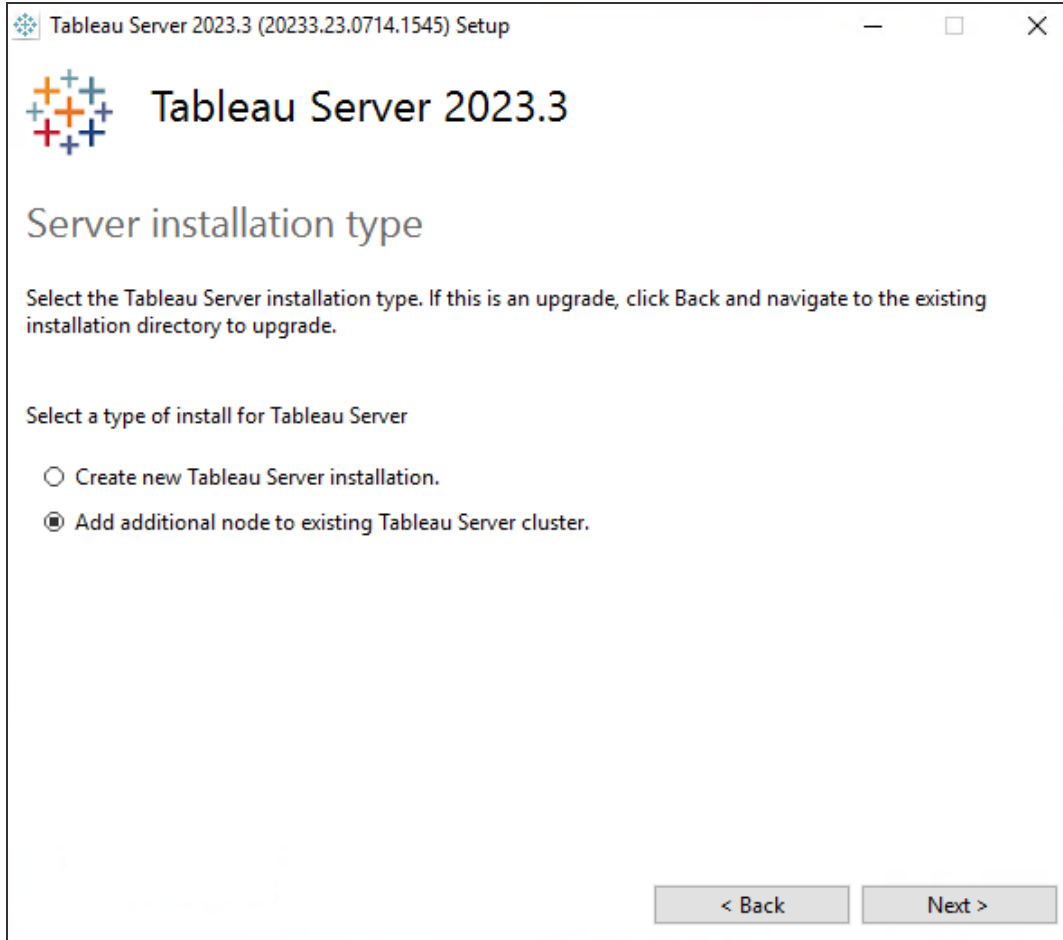 Tableau Server 2023.3 (20233.23.0714.1545) Setup
Tableau Server 2023.3
Server installation type
Select the Tableau Server installation type. If this is an upgrade, click Back and navigate to the existing
installation directory to upgrade.
Select a type of install for Tableau Server
Create new Tableau Server installation.
Add additional node to existing Tableau Server cluster.
< Back
Next >